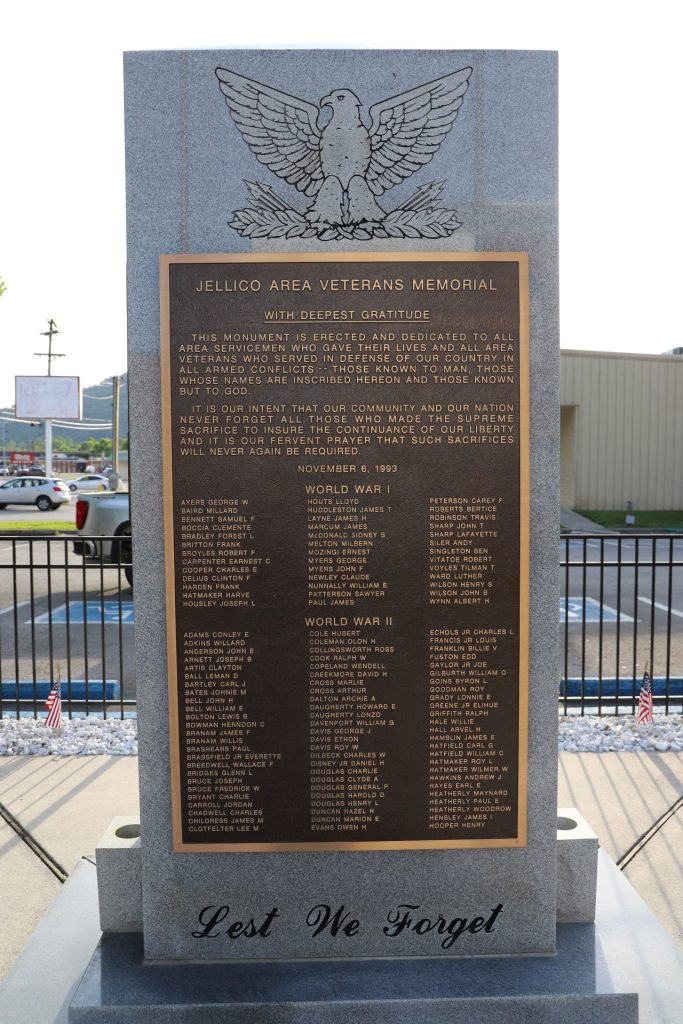 JELLICO AREA VETERANS MEMORIAL
WITH DEEPEST GRATITUDE
THIS MONUMENT IS ERECTED AND DEDICATED TO ALL
AREA SERVICEMEN WHO GAVE THEIR LIVES AND ALL AREA
VETERANS WHO SERVED IN DEFENSE OF OUR COUNTRY IN
ALL ARMED CONFLICTS -- THOSE KNOWN TO MAN, THOSE
WHOSE NAMES ARE INSCRIBED HEREON AND THOSE KNOWN
BUT TO GOD.
IT IS OUR INTENT THAT OUR COMMUNITY AND OUR NATION
NEVER FORGET ALL THOSE WHO MADE THE SUPREME
SACRIFICE TO INSURE THE CONTINUANCE OF OUR LIBERTY
AND IT IS OUR FERVENT PRAYER THAT SUCH SACRIFICES
WILL NEVER AGAIN BE REQUIRED.
NOVEMBER 6, 1993
WORLD WAR I
AYERS GEORGE W
BAIRD MILLARD
BENNETT SAMUEL F
BOCCIA CLEMENTE
BRADLEY FOREST L
BRITTON FRANK
BROYLES ROBERT F
CARPENTER EARNEST C
COOPER CHARLES E
DELIUS CLINTON F
HARDEN FRANK
HATMAKER HARVE
HOUSLEY JOSEPH L
HOUTS LLOYD
HUDDLESTON JAMES T
LAYNE JAMES H
MARCUM JAMES
McDONALD SIDNEY S
MELTON MILBERN
MOZINGI ERNEST
MYERS GEORGE
MYERS JOHN F
NEWLEY CLAUDE
NUNNALLY WILLIAM E
PATTERSON SAWYER
PAUL JAMES
PETERSON CAREY F
ROBERTS BERTICE
ROBINSON TRAVIS
SHARP JOHN T
SHARP LAFAYETTE
SILER ANDY
SINGLETON BEN
VITATOE ROBERT
VOYLES TILMAN T
WARD LUTHER
WILSON HENRY S
WILSON JOHN B
WYNN ALBERT H
WORLD WAR II
ADAMS CONLEY E
ADKINS WILLARD
ANDERSON JOHN E
ARNETT JOSEPH B
ARTIS CLAYTON
BALL LEMAN D
BARTLEY CARL J
BATES JOHNIE M
BELL JOHN H
BELL WILLIAM E
BOLTON LEWIS B
BOWMAN HERNDON C
BRANAM JAMES F
BRANAM WILLIS
BRASHEARS PAUL
BRASSFIELD JR EVERETTE
BREEDWELL WALLACE F
BRIDGES GLENN L
BRUCE JOSEPH
BRUCE FREDRICK W
BRYANT CHARLIE
CARROLL JORDAN
CHADWELL CHARLES
CHILDRESS JAMES M
CLOTFELTER LEE M
COLE HUBERT
COLEMAN OLON H
COLLINGSWORTH ROSS
COOK RALPH W
COPELAND WENDELL
CREEKMORE DAVID H
CROSS MARLIE
CROSS ARTHUR
DALTON ARCHIE A
DAUGHERTY HOWARD E
DAUGHERTY LONZO
DAVENPORT WILLIAM G
DAVIS GEORGE J
DAVIS ETHON
DAVIS ROY W
DILBECK CHARLES W
DISNEY JR DANIEL H
DOUGLAS CHARLIE
DOUGLAS CLYDE A
DOUGLAS GENERAL P
DOUGLAS HAROLD D
DOUGLAS HENRY L
DUNCAN HAZEL H
DUNCAN MARION E
EVANS OWEN H
ECHOLS JR CHARLES L
FRANCIS JR LOUIS
FRANKLIN BILLIE V
FUSTON EDD
GAYLOR JR JOE
GILBURTH WILLIAM O
GOINS BYRON L
GOODMAN ROY
GRADY LONNIE E
GREENE JR ELIHUE
GRIFFITH RALPH
HALE WILLIE
HALL ARVEL H
HAMBLIN JAMES E
HATFIELD CARL G
HATFIELD WILLIAM C
HATMAKER ROY L
HATMAKER WILMER W
HAWKINS ANDREW J
HAYES EARL E
HEATHERLY MAYNARD
HEATHERLY PAUL E
HEATHERLY WOODROW
HENSLEY JAMES I
HOOPER HENRY
Lest We Forget